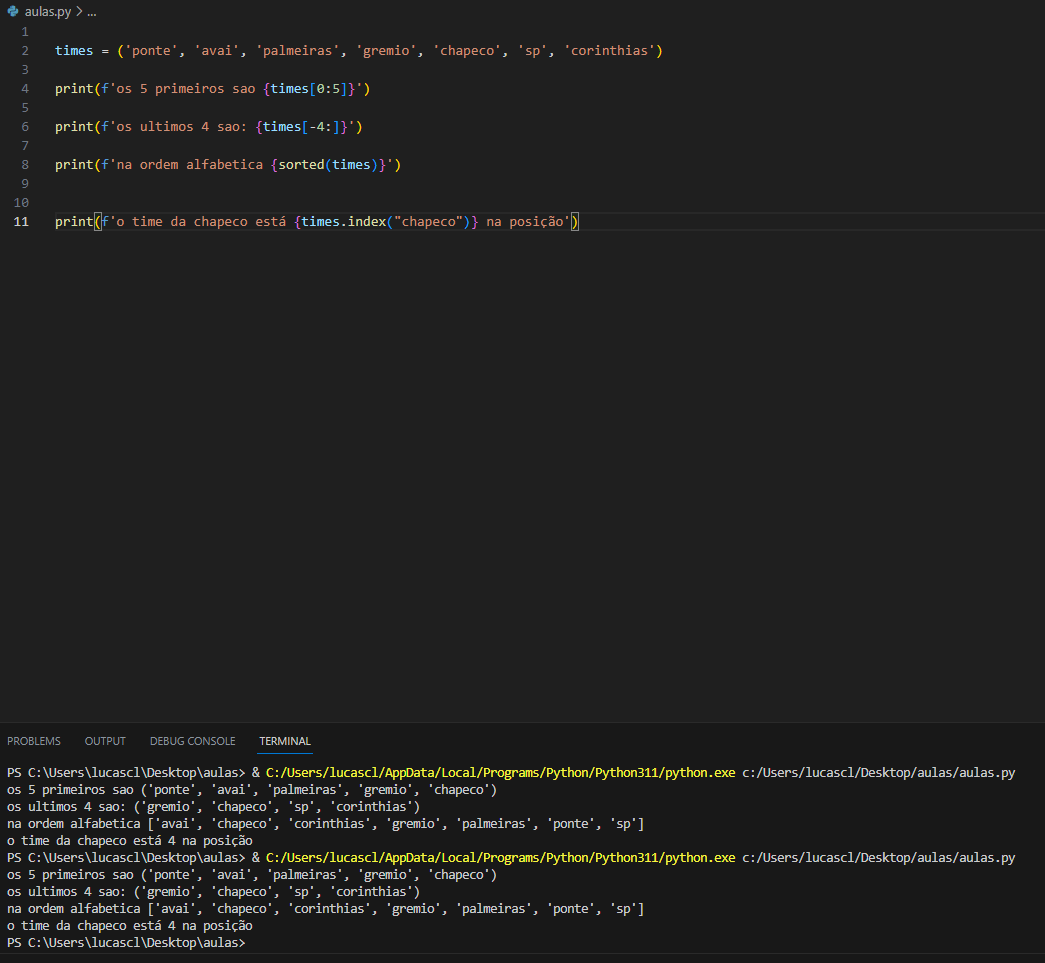 aulas.py > ...
1
2 times = ('ponte', 'avai', 'palmeiras', 'gremio', 'chapeco', 'sp', 'corinthias')
3
4 print(f'os 5 primeiros sao {times[0:5]}')
5
6 print(f'os ultimos 4 sao: {times[-4:]}')
7
8 print(f'na ordem alfabetica {sorted(times)}')
9
10
11 print(f'o time da chapeco está {times.index("chapeco")} na posição')
PROBLEMS OUTPUT DEBUG CONSOLE TERMINAL
PS C:\Users\lucascl\Desktop\aulas> & C:/Users/lucascl/AppData/Local/Programs/Python/Python311/python.exe c:/Users/lucascl/Desktop/aulas/aulas.py
os 5 primeiros sao ('ponte', 'avai', 'palmeiras', 'gremio', 'chapeco')
os ultimos 4 sao: ('gremio', 'chapeco', 'sp', 'corinthias')
na ordem alfabetica ['avai', 'chapeco', 'corinthias', 'gremio', 'palmeiras', 'ponte', 'sp']
o time da chapeco está 4 na posição
PS C:\Users\lucascl\Desktop\aulas> & C:/Users/lucascl/AppData/Local/Programs/Python/Python311/python.exe c:/Users/lucascl/Desktop/aulas/aulas.py
os 5 primeiros sao ('ponte', 'avai', 'palmeiras', 'gremio', 'chapeco')
os ultimos 4 sao: ('gremio', 'chapeco', 'sp', 'corinthias')
na ordem alfabetica ['avai', 'chapeco', 'corinthias', 'gremio', 'palmeiras', 'ponte', 'sp']
o time da chapeco está 4 na posição
PS C:\Users\lucascl\Desktop\aulas>